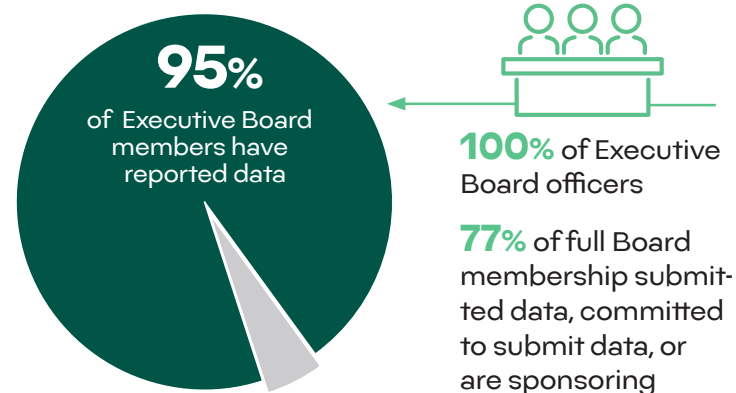 95%
of Executive Board
members have
reported data
100% of Executive
Board officers
77% of full Board
membership submit-
ted data, committed
to submit data, or
are sponsoring